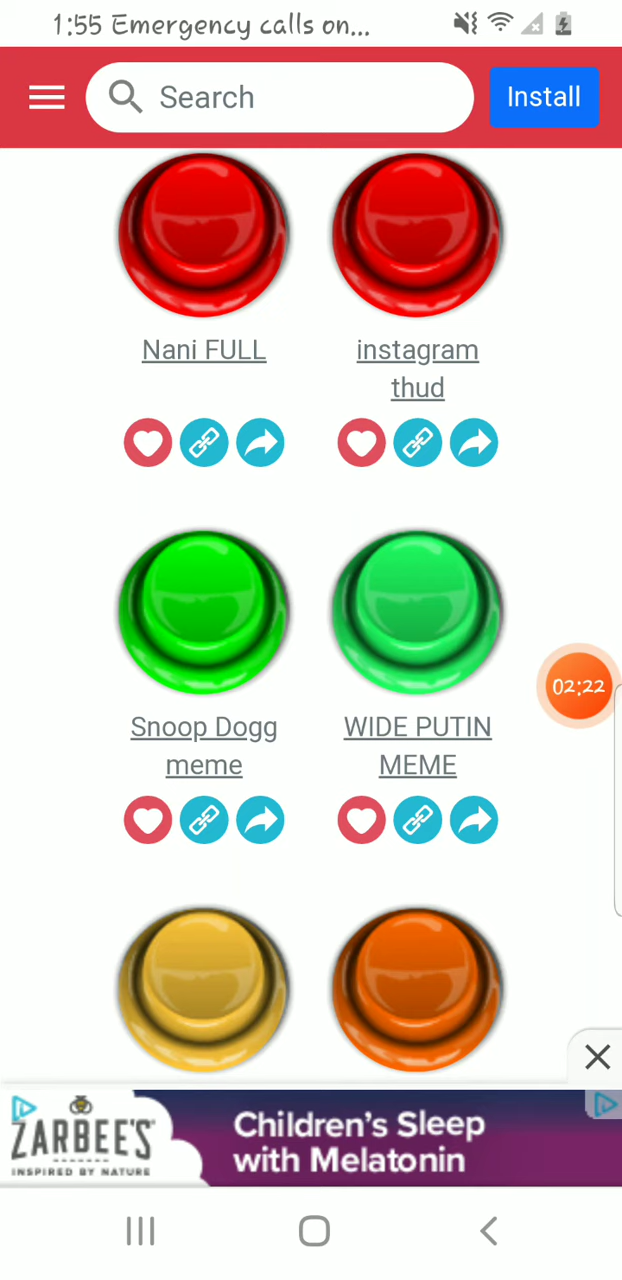 1:55 Emergency calls on...
Search
Install
Nani FULL
instagram
thud
Snoop Dogg
meme
WIDE PUTIN
MEME
02:22
ZARBEE'S
INSPIRED BY NATURE
Children's Sleep
with Melatonin